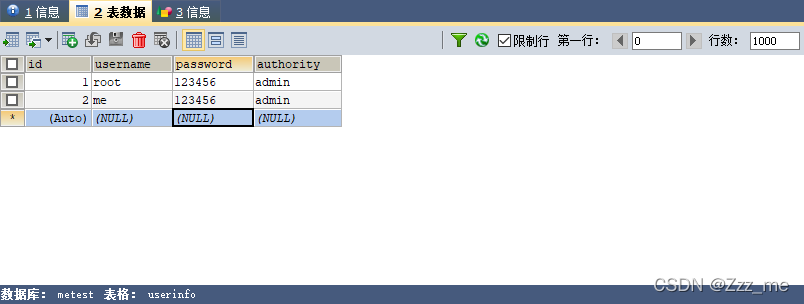 1 信息 2 表数据 3 信息
限制行 第一行: 0 行数: 1000
id username password authority
1 root 123456 admin
2 me 123456 admin
* (Auto) (NULL) (NULL) (NULL)
数据库: metest 表格: userinfo
CSDN @Zzz_me